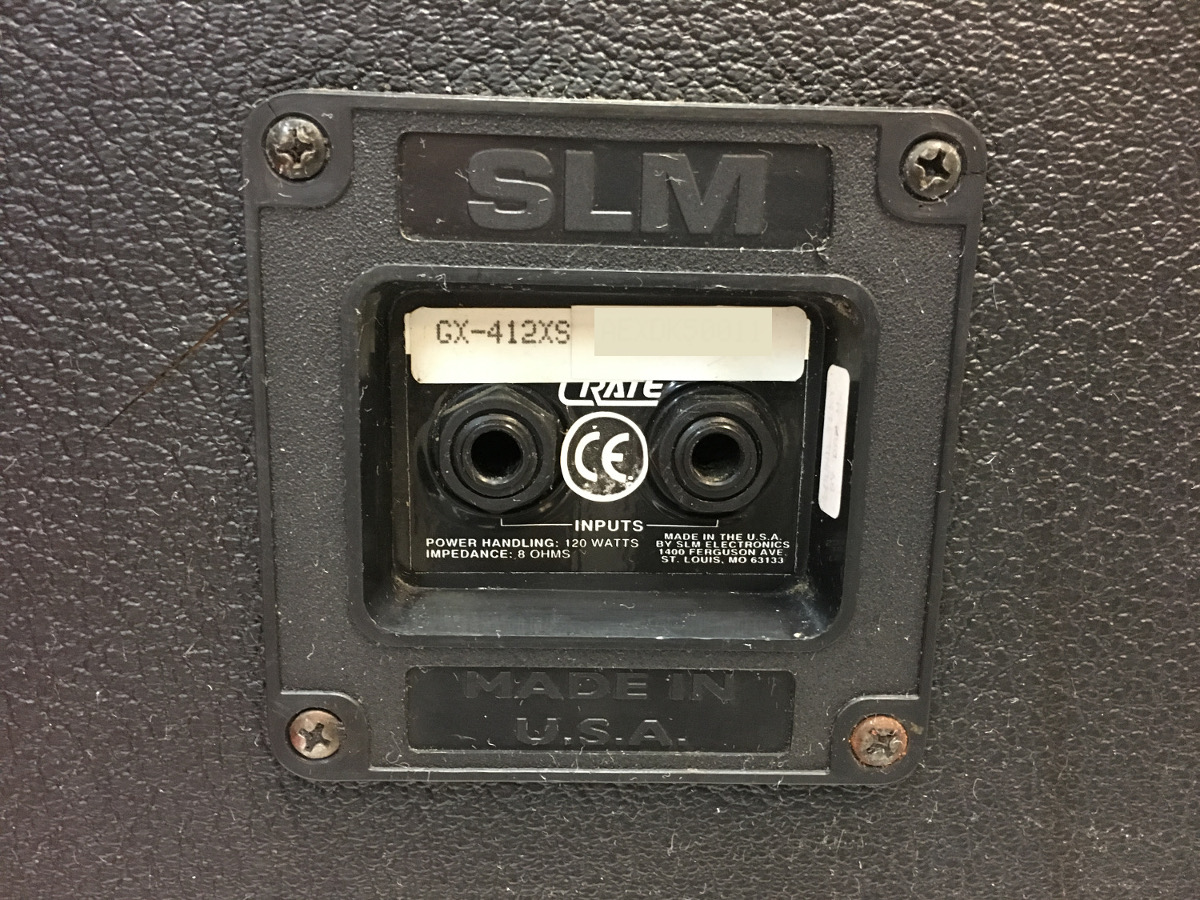 SLM
GX-412XS
CRATE
CE
INPUTS
POWER HANDLING: 120 WATTS
IMPEDANCE: 8 OHMS
MADE IN THE U.S.A.
BY SLM ELECTRONICS
1400 FERGUSON AVE.
ST. LOUIS, MO 63133
MADE IN
U.S.A.